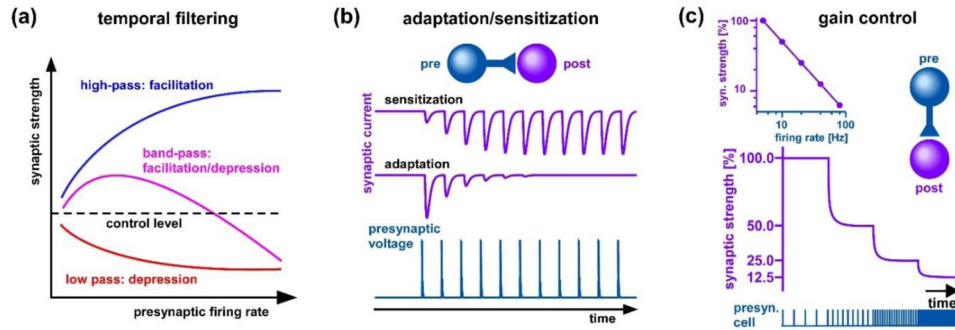 (a) temporal filtering
high-pass: facilitation
band-pass:
facilitation/depression
control level
low pass: depression
synaptic strength
presynaptic firing rate
(b) adaptation/sensitization
pre
post
sensitization
adaptation
synaptic current
presynaptic
voltage
time
(c) gain control
syn. strength [%]
100
10
10
100
firing rate [Hz]
pre
post
synaptic strength [%]
100.0
50.0
25.0
12.5
time
presyn.
cell